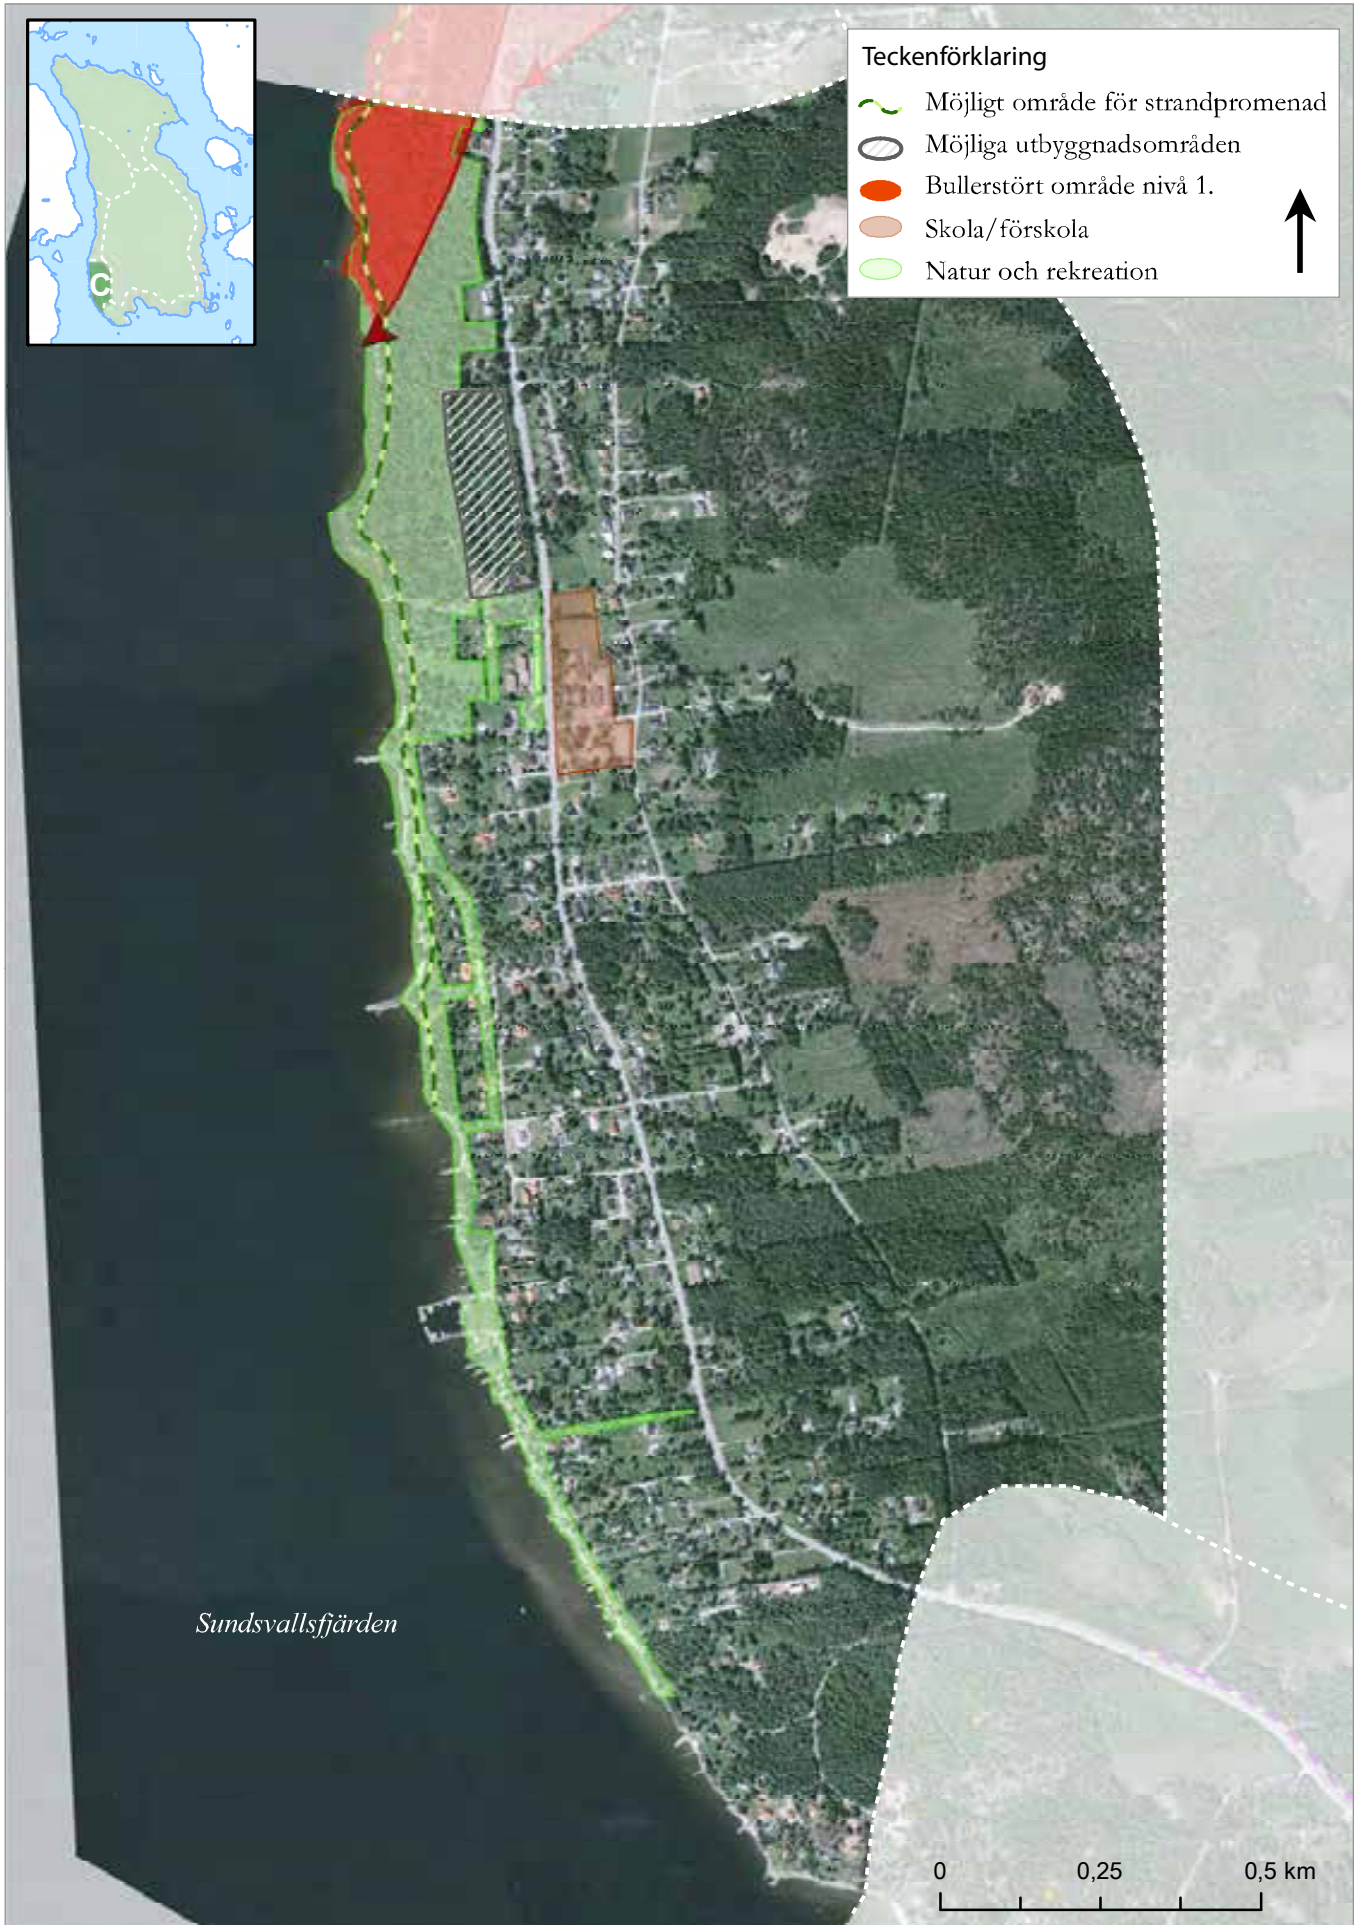 C
Teckenförklaring
Möjligt område för strandpromenad
Möjliga utbyggnadsområden
Bullerstört område nivå 1.
Skola/förskola
Natur och rekreation
Sundsvallsfjärden
0 0,25 0,5 km